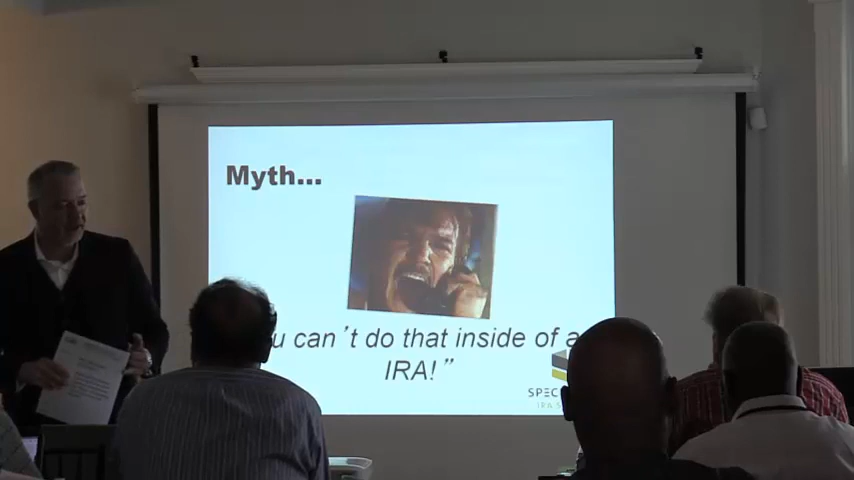 Myth...
u can't do that inside of a
IRA!"
SPEC
IRA S